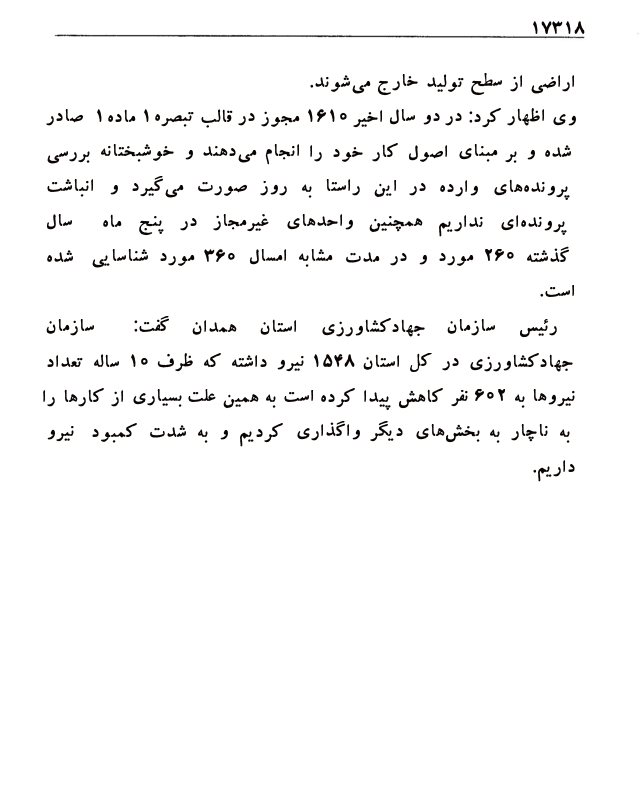 ۱۷۳۱۸
اراضی از سطح تولید خارج می‌شوند.
وی اظهار کرد: در دو سال اخیر ۱۶۱۰ مجوز در قالب تبصره۱ ماده۱ صادر
شده و بر مبنای اصول کار خود را انجام می‌دهند و خوشبختانه بررسی
پرونده‌های وارده در این راستا به روز صورت می‌گیرد و انباشت
پرونده‌ای نداریم همچنین واحدهای غیرمجاز در پنج ماه سال
گذشته ۲۶۰ مورد و در مدت مشابه امسال ۳۶۰ مورد شناسایی شده
است.
رئیس سازمان جهادکشاورزی استان همدان گفت: سازمان
جهادکشاورزی در کل استان ۱۵۴۸ نیرو داشته که ظرف ۱۰ ساله تعداد
نیروها به ۶۰۲ نفر کاهش پیدا کرده است به همین علت بسیاری از کارها را
به ناچار به بخش‌های دیگر واگذاری کردیم و به شدت کمبود نیرو
داریم.